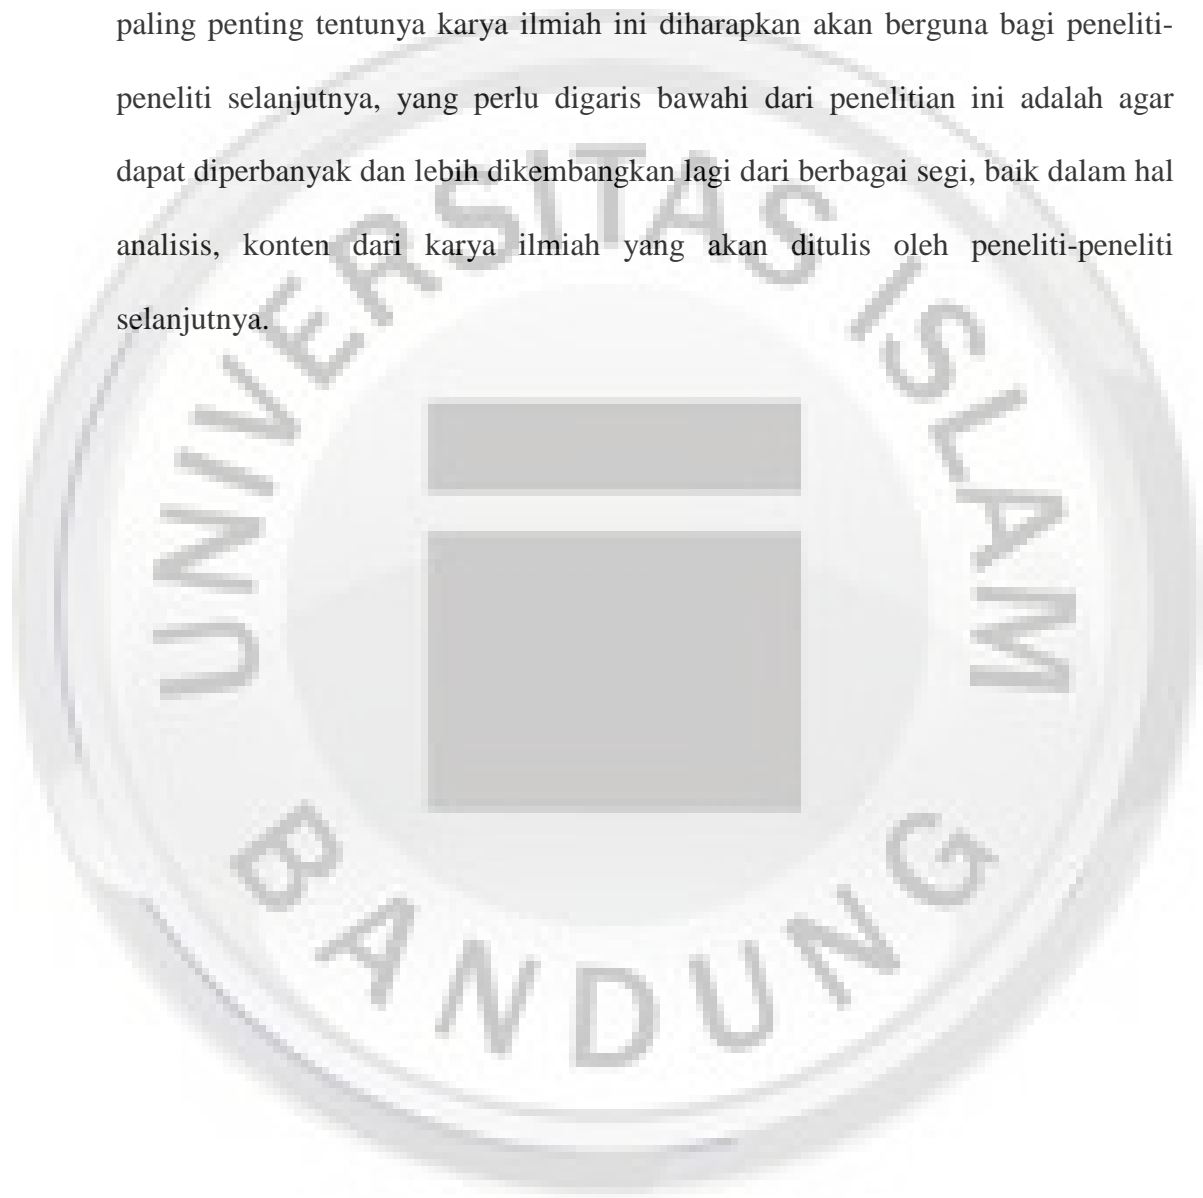 paling penting tentunya karya ilmiah ini diharapkan akan berguna bagi peneliti-
peneliti selanjutnya, yang perlu digaris bawahi dari penelitian ini adalah agar
dapat diperbanyak dan lebih dikembangkan lagi dari berbagai segi, baik dalam hal
analisis, konten dari karya ilmiah yang akan ditulis oleh peneliti-peneliti
selanjutnya.
UNIVERSITAS ISLAM
BANDUNG